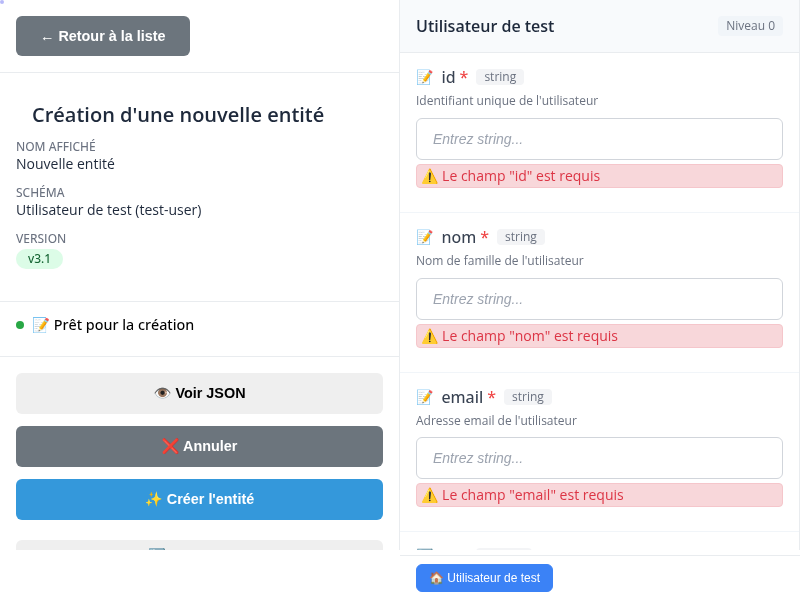 ← Retour à la liste
Création d'une nouvelle entité
NOM AFFICHÉ
Nouvelle entité
SCHÉMA
Utilisateur de test (test-user)
VERSION
v3.1
Prêt pour la création
Voir JSON
Annuler
Créer l'entité
Utilisateur de test
Niveau 0
id * string
Identifiant unique de l'utilisateur
Entrez string...
Le champ "id" est requis
nom * string
Nom de famille de l'utilisateur
Entrez string...
Le champ "nom" est requis
email * string
Adresse email de l'utilisateur
Entrez string...
Le champ "email" est requis
Utilisateur de test